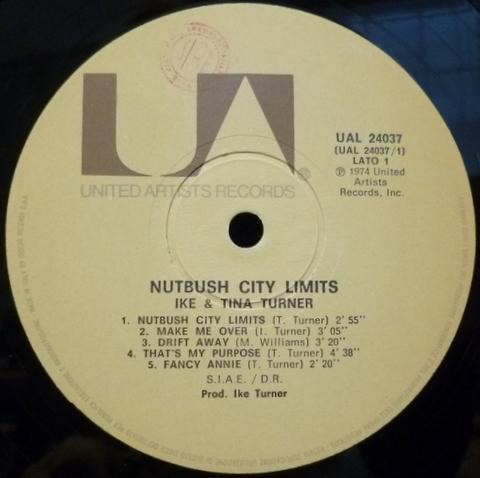 UA
®
UNITED ARTISTS RECORDS
UAL 24037
(UAL 24037/1)
LATO 1
℗ 1974 United
Artists
Records, Inc.
NUTBUSH CITY LIMITS
IKE & TINA TURNER
1. NUTBUSH CITY LIMITS (T. Turner) 2'55"
2. MAKE ME OVER (I. Turner) 3'05"
3. DRIFT AWAY (M. Williams) 3'20"
4. THAT'S MY PURPOSE (T. Turner) 4'38"
5. FANCY ANNIE (T. Turner) 2'20"
S.I.A.E. / D.R.
Prod. Ike Turner